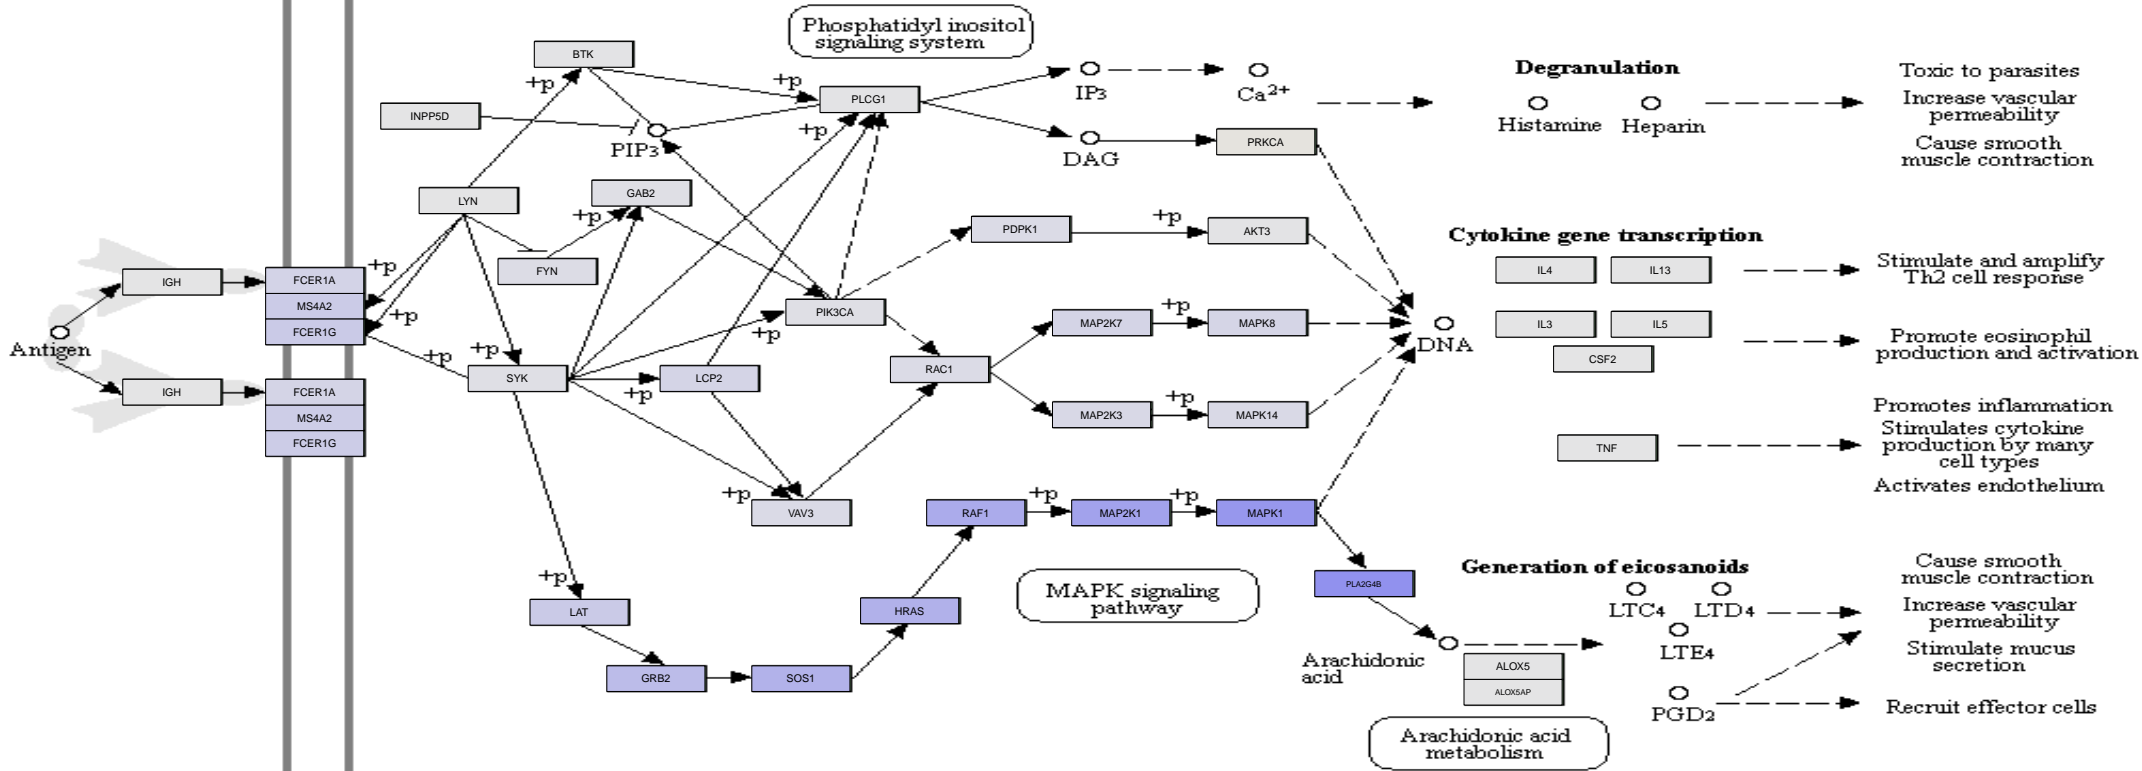 Phosphatidyl inositol
signaling system
BTK
+p
+p
PLCG1
INPP5D
+p
PIP3
IP3
Ca2+
DAG
PRKCA
Degranulation
Histamine
Heparin
Toxic to parasites
Increase vascular
permeability
Cause smooth
muscle contraction
LYN
GAB2
+p
FYN
PDPK1
+p
AKT3
Cytokine gene transcription
IL4
IL13
Stimulate and amplify
Th2 cell response
IL3
IL5
CSF2
Promote eosinophil
production and activation
Antigen
IGH
FCER1A
MS4A2
FCER1G
+p
+p
+p
IGH
FCER1A
MS4A2
FCER1G
+p
SYK
+p
LCP2
+p
PIK3CA
RAC1
MAP2K7
+p
MAPK8
MAP2K3
+p
MAPK14
DNA
TNF
Promotes inflammation
Stimulates cytokine
production by many
cell types
Activates endothelium
+p
VAV3
RAF1
+p
MAP2K1
+p
MAPK1
+p
LAT
GRB2
SOS1
HRAS
MAPK signaling
pathway
PLA2G4B
Arachidonic
acid
Generation of eicosanoids
LTC4
LTD4
LTE4
ALOX5
ALOX5AP
PGD2
Arachidonic acid
metabolism
Cause smooth
muscle contraction
Increase vascular
permeability
Stimulate mucus
secretion
Recruit effector cells